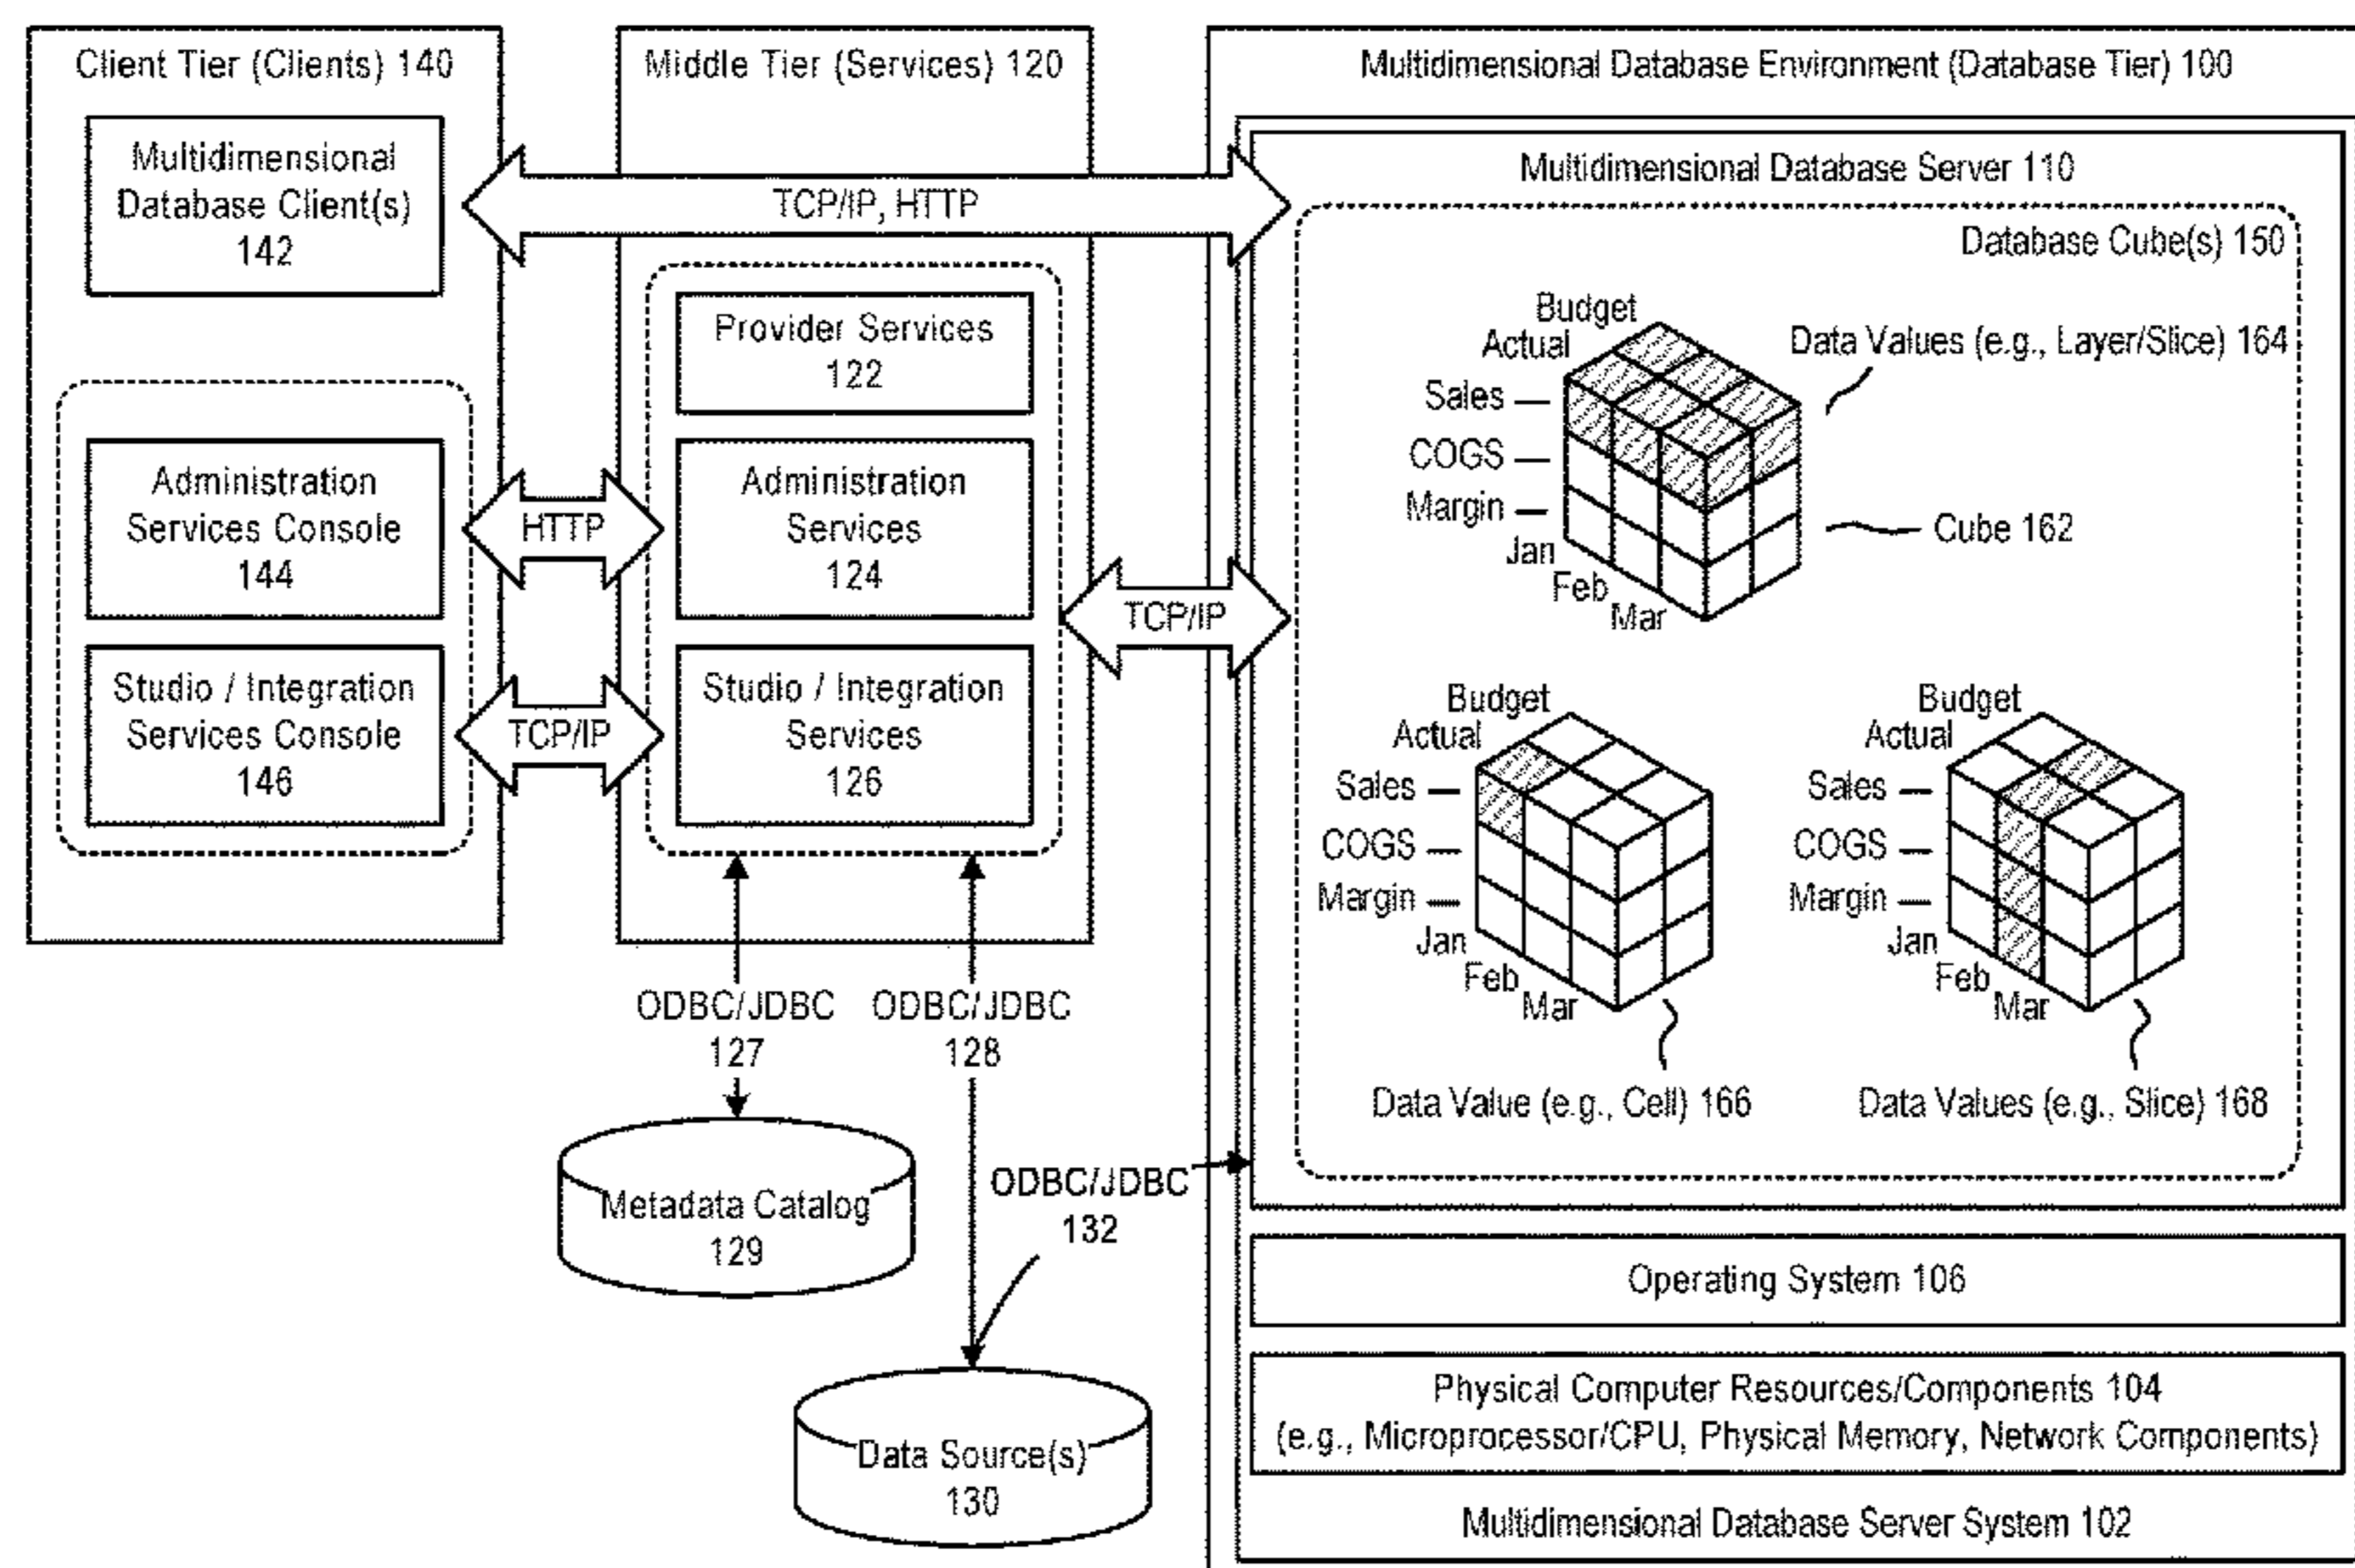 Client Tier (Clients) 140
Multidimensional
Database Client(s)
142
Administration
Services Console
144
Studio / Integration
Services Console
146
HTTP
TCP/IP
Middle Tier (Services) 120
TCP/IP, HTTP
Provider Services
122
Administration
Services
124
Studio / Integration
Services
126
TCP/IP
ODBC/JDBC
127
ODBC/JDBC
128
Metadata Catalog
129
ODBC/JDBC
132
Data Source(s)
130
Multidimensional Database Environment (Database Tier) 100
Multidimensional Database Server 110
Database Cube(s) 150
Budget
Actual
Sales
COGS
Margin
Jan
Feb
Mar
Data Values (e.g., Layer/Slice) 164
Cube 162
Budget
Actual
Sales
COGS
Margin
Jan
Feb
Mar
Data Value (e.g., Cell) 166
Budget
Actual
Sales
COGS
Margin
Jan
Feb
Mar
Data Values (e.g., Slice) 168
Operating System 106
Physical Computer Resources/Components 104
(e.g., Microprocessor/CPU, Physical Memory, Network Components)
Multidimensional Database Server System 102